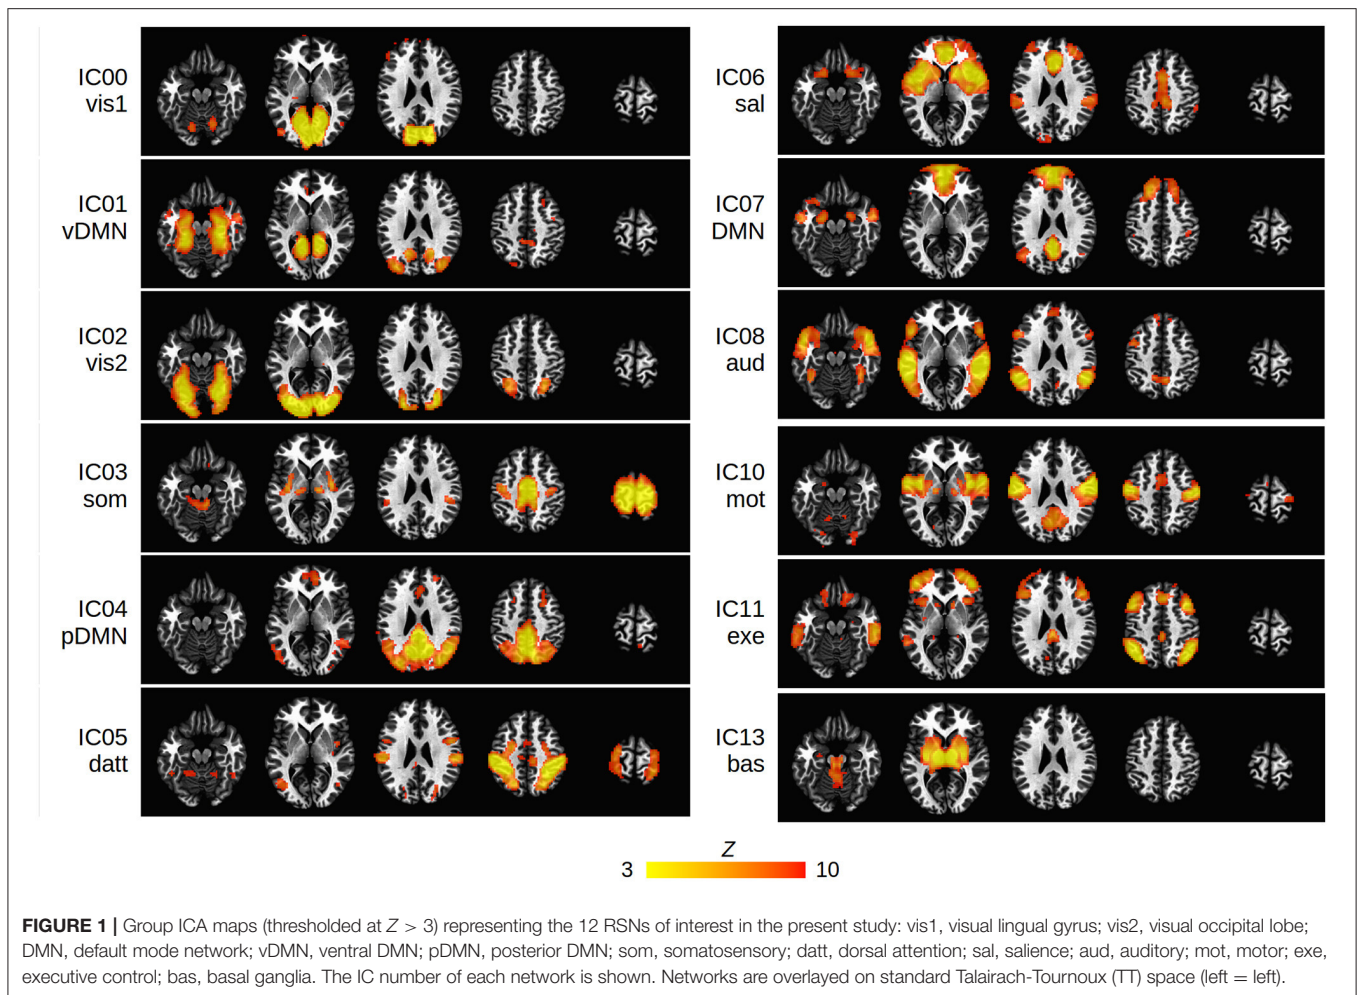 IC00
vis1
IC01
vDMN
IC02
vis2
IC03
som
IC04
pDMN
IC05
datt
IC06
sal
IC07
DMN
IC08
aud
IC10
mot
IC11
exe
IC13
bas
Z
3 10
FIGURE 1 | Group ICA maps (thresholded at Z > 3) representing the 12 RSNs of interest in the present study: vis1, visual lingual gyrus; vis2, visual occipital lobe;
DMN, default mode network; vDMN, ventral DMN; pDMN, posterior DMN; som, somatosensory; datt, dorsal attention; sal, salience; aud, auditory; mot, motor; exe,
executive control; bas, basal ganglia. The IC number of each network is shown. Networks are overlayed on standard Talairach-Tournoux (TT) space (left = left).